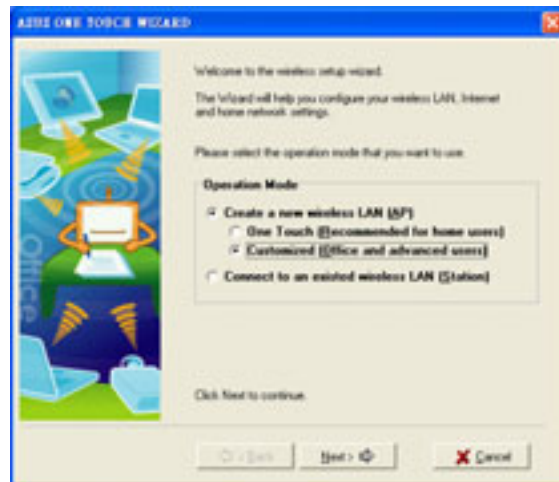 ASUS ONE TOUCH WIZARD
Welcome to the wireless setup wizard.
The Wizard will help you configure your wireless LAN, Internet
and home network settings.
Please select the operation mode that you want to use.
Operation Mode
Create a new wireless LAN (AP)
One Touch (Recommended for home users)
Customized (Office and advanced users)
Connect to an existed wireless LAN (Station)
Office
Click Next to continue.
< Back
Next >
Cancel